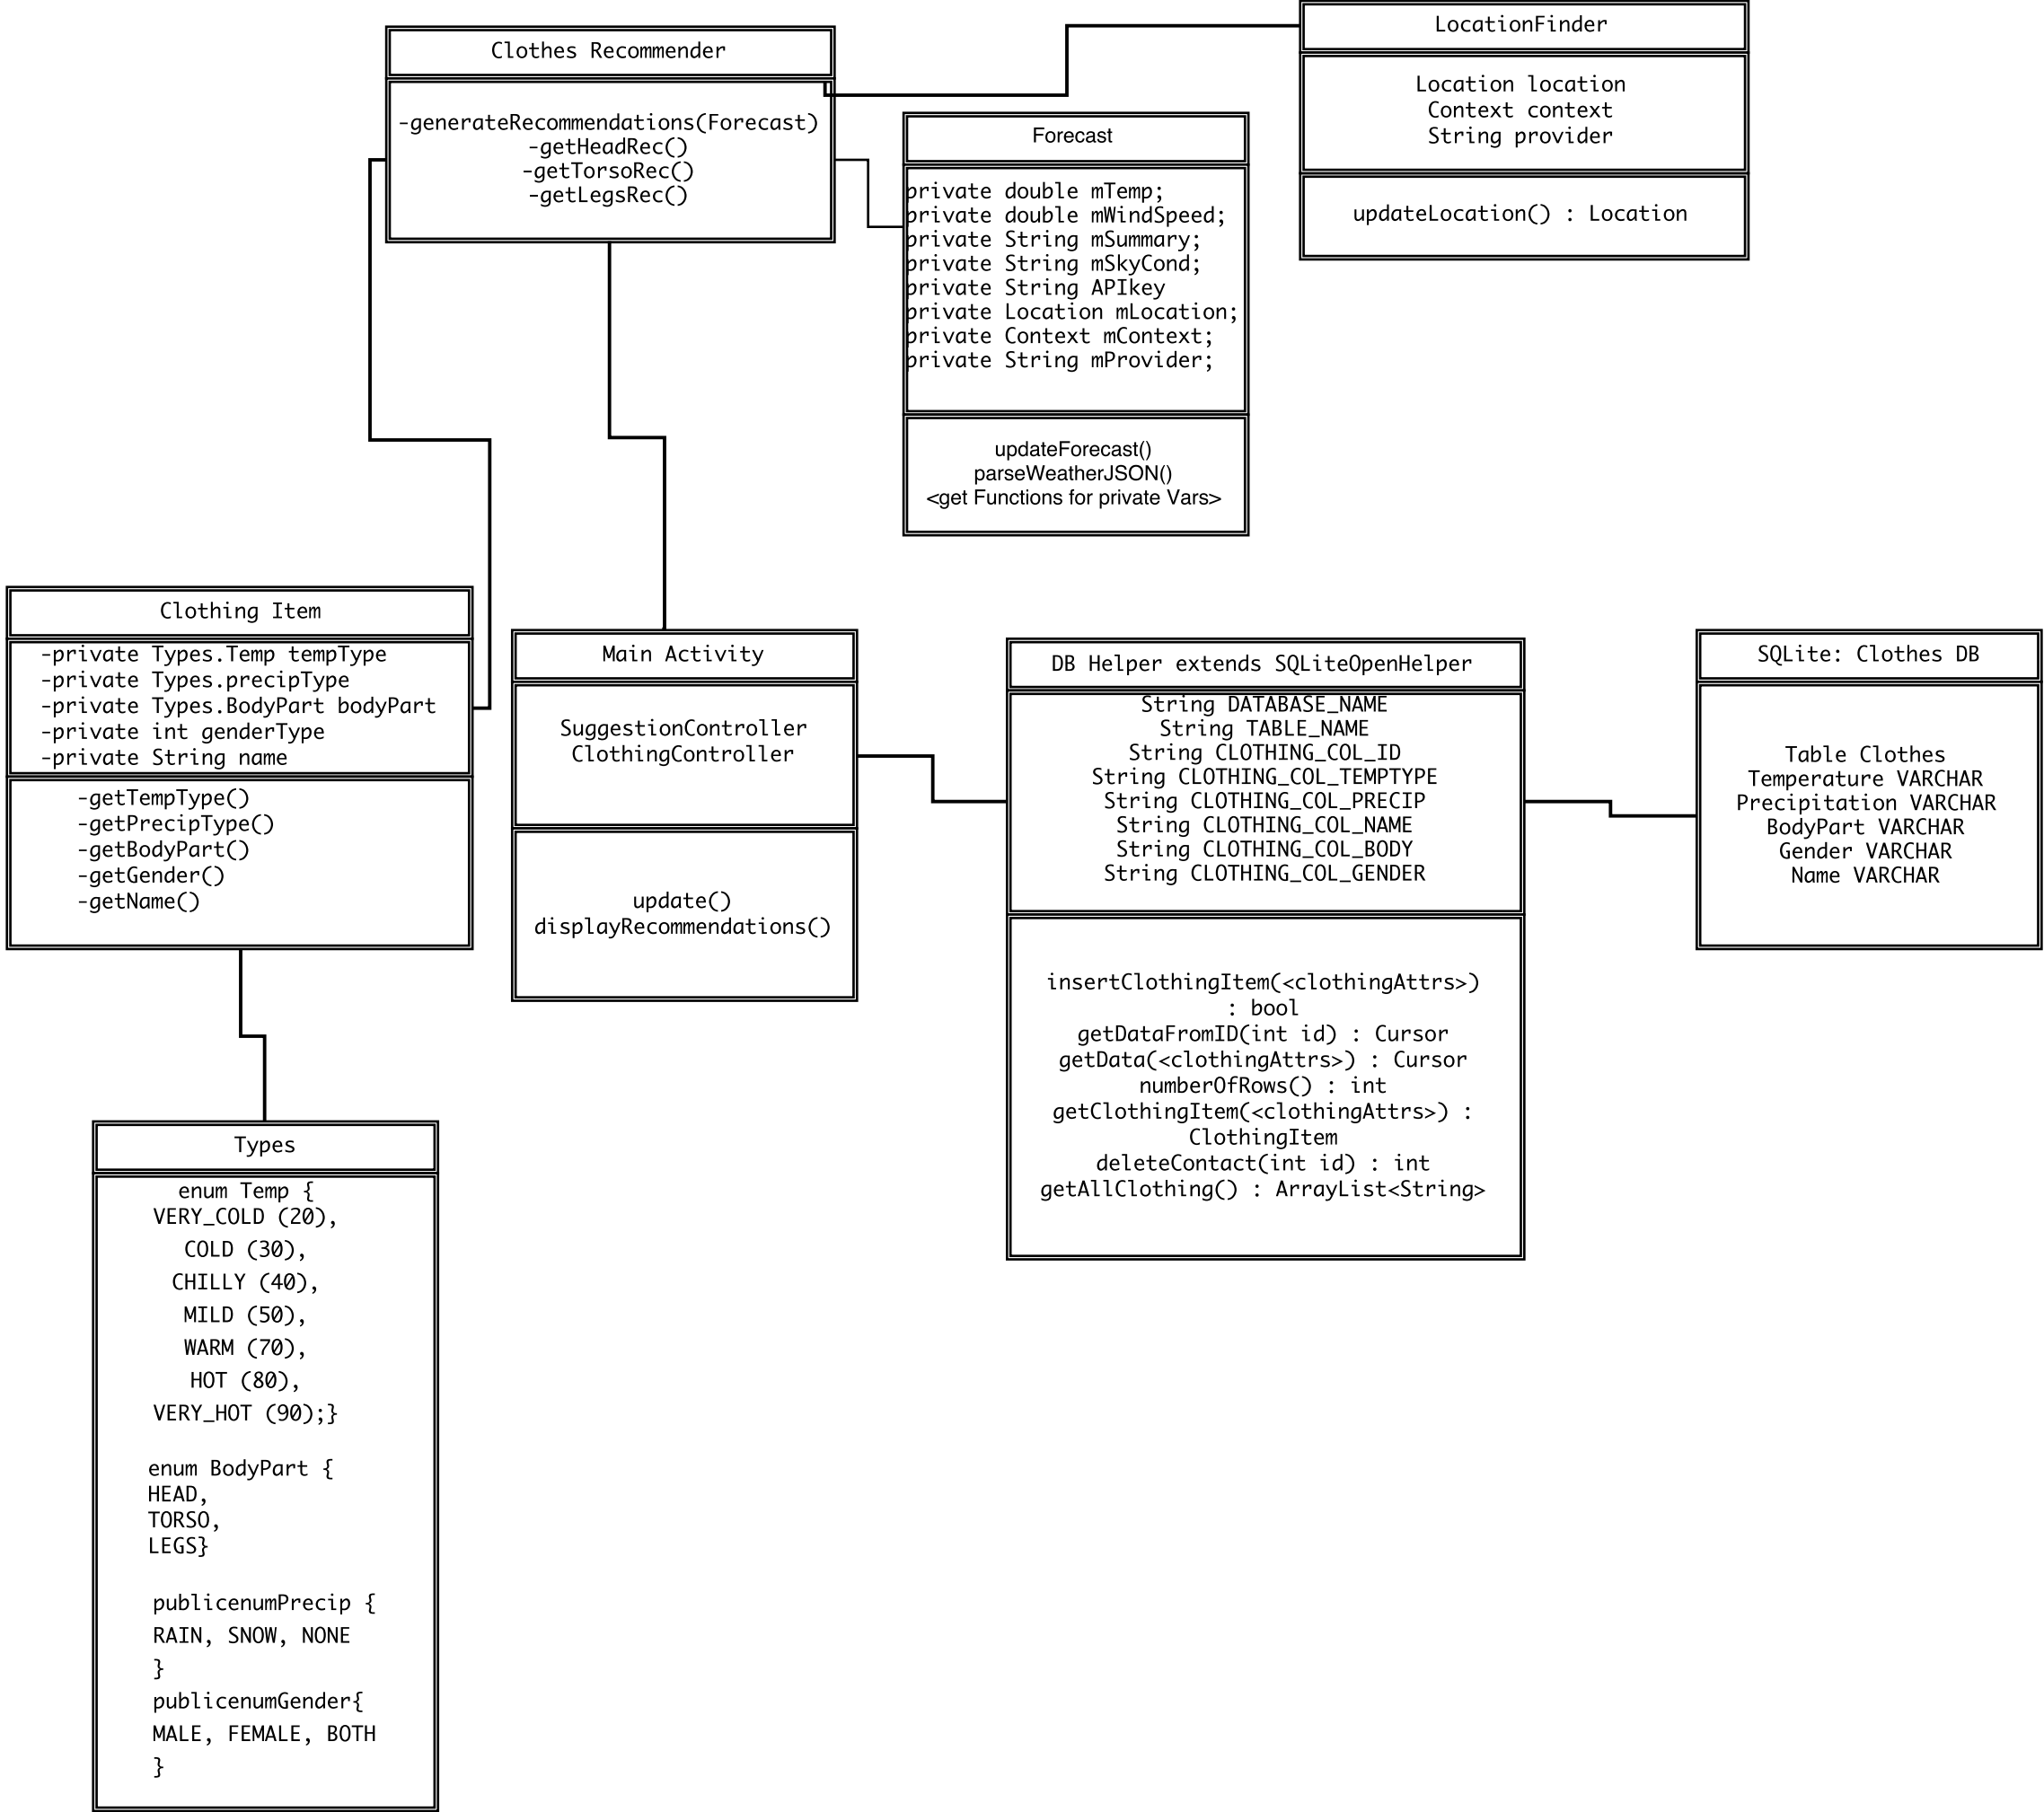 Clothes Recommender
-generateRecommendations(Forecast)
-getHeadRec()
-getTorsoRec()
-getLegsRec()
LocationFinder
Location location
Context context
String provider
updateLocation() : Location
Forecast
private double mTemp;
private double mWindSpeed;
private String mSummary;
private String mSkyCond;
private String APIkey
private Location mLocation;
private Context mContext;
private String mProvider;
updateForecast()
parseWeatherJSON()
<get Functions for private Vars>
Clothing Item
-private Types.Temp tempType
-private Types.precipType
-private Types.BodyPart bodyPart
-private int genderType
-private String name
-getTempType()
-getPrecipType()
-getBodyPart()
-getGender()
-getName()
Main Activity
SuggestionController
ClothingController
update()
displayRecommendations()
DB Helper extends SQLiteOpenHelper
String DATABASE_NAME
String TABLE_NAME
String CLOTHING_COL_ID
String CLOTHING_COL_TEMPTYPE
String CLOTHING_COL_PRECIP
String CLOTHING_COL_NAME
String CLOTHING_COL_BODY
String CLOTHING_COL_GENDER
insertClothingItem(<clothingAttrs>)
: bool
getDataFromID(int id) : Cursor
getData(<clothingAttrs>) : Cursor
numberOfRows() : int
getClothingItem(<clothingAttrs>) :
ClothingItem
deleteContact(int id) : int
getAllClothing() : ArrayList<String>
SQLite: Clothes DB
Table Clothes
Temperature VARCHAR
Precipitation VARCHAR
BodyPart VARCHAR
Gender VARCHAR
Name VARCHAR
Types
enum Temp {
VERY_COLD (20),
COLD (30),
CHILLY (40),
MILD (50),
WARM (70),
HOT (80),
VERY_HOT (90);}
enum BodyPart {
HEAD,
TORSO,
LEGS}
publicenumPrecip {
RAIN, SNOW, NONE
}
publicenumGender{
MALE, FEMALE, BOTH
}